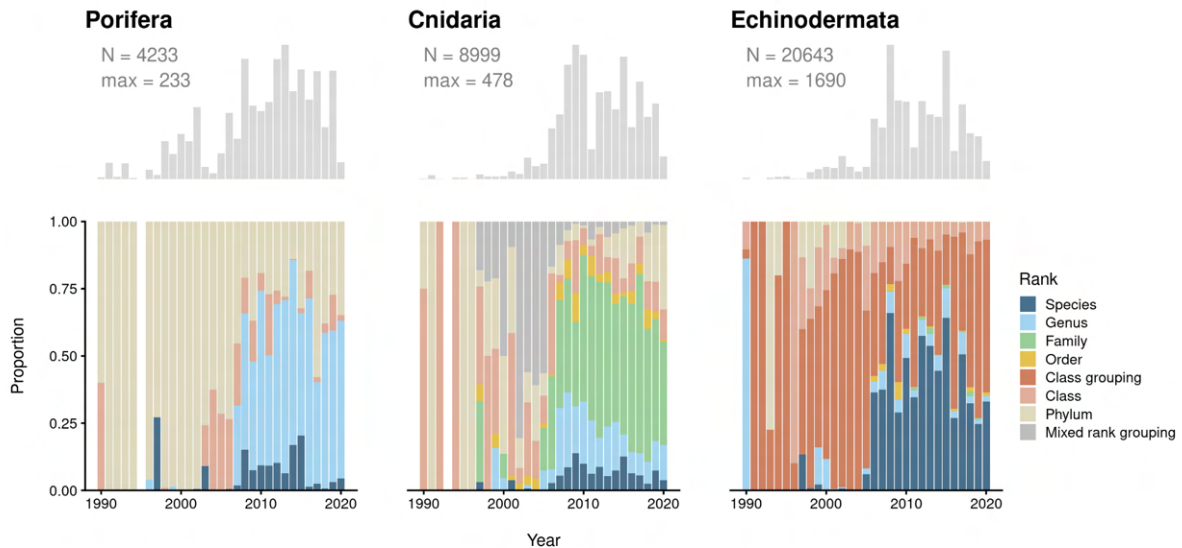 Porifera
Cnidaria
Echinodermata
N = 4233
max = 233
N = 8999
max = 478
N = 20643
max = 1690
Proportion
1.00
0.75
0.50
0.25
0.00
1990
2000
2010
2020
1990
2000
2010
2020
1990
2000
2010
2020
Year
Rank
Species
Genus
Family
Order
Class grouping
Class
Phylum
Mixed rank grouping